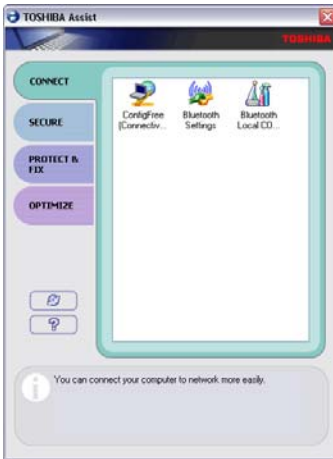 TOSHIBA Assist
TOSHIBA
CONNECT
SECURE
PROTECT &
FIX
OPTIMIZE
ConfigFree
(Connectiv...
Bluetooth
Settings
Bluetooth
Local CO...
?
i
You can connect your computer to network more easily.